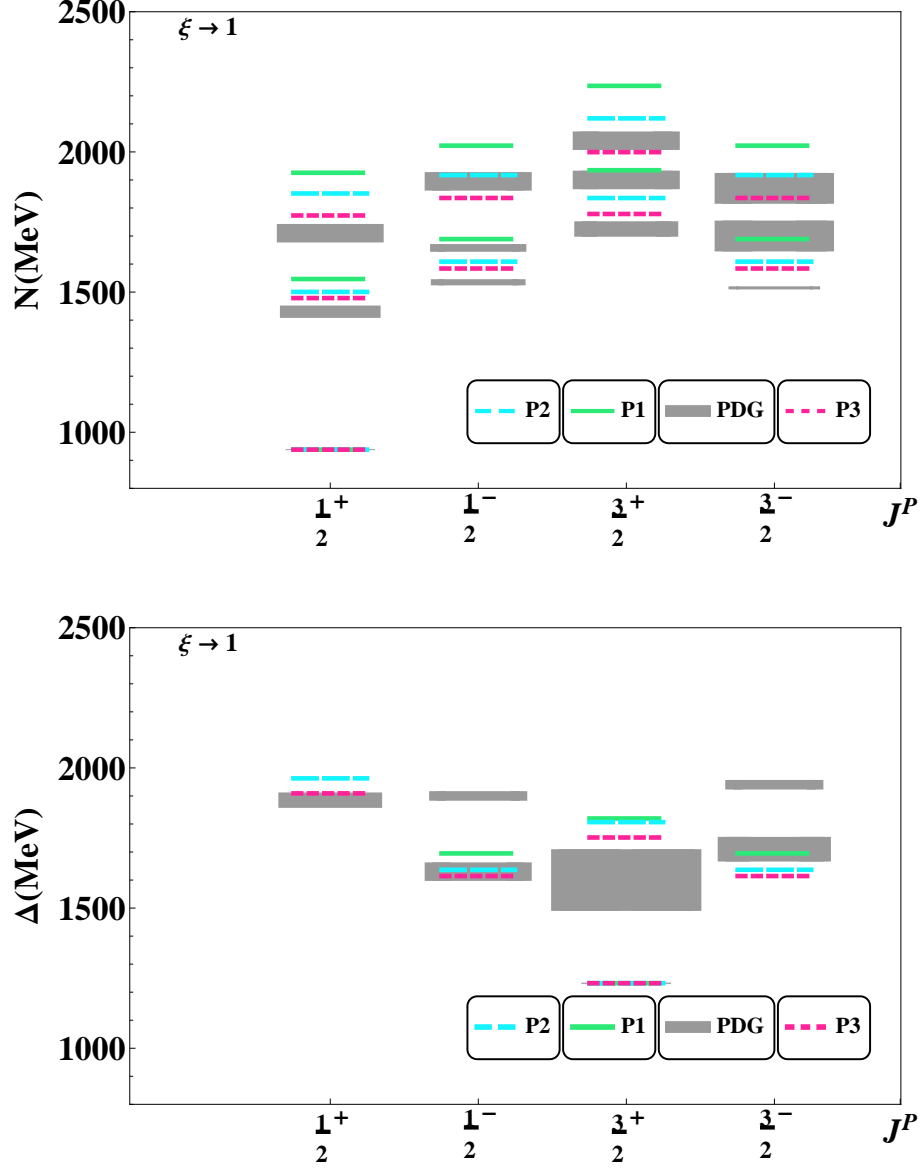 2500
ξ → 1
2000
N(MeV)
1500
P2 P1 PDG P3
1000
1/2+ 1/2− 3/2+ 3/2− J^P
2500
ξ → 1
2000
Δ(MeV)
1500
P2 P1 PDG P3
1000
1/2+ 1/2− 3/2+ 3/2− J^P